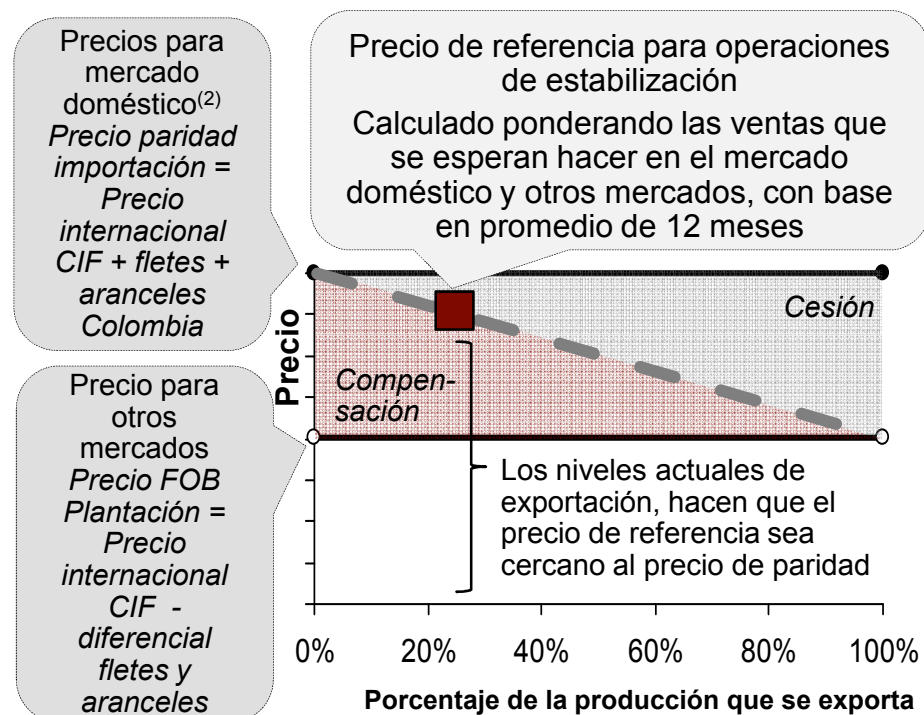 Precios para
mercado
doméstico(2)
Precio paridad
importación =
Precio
internacional
CIF + fletes +
aranceles
Colombia
Precio de referencia para operaciones
de estabilización
Calculado ponderando las ventas que
se esperan hacer en el mercado
doméstico y otros mercados, con base
en promedio de 12 meses
Precio
Cesión
Compen-
sación
Precio para
otros
mercados
Precio FOB
Plantación =
Precio
internacional
CIF -
diferencial
fletes y
aranceles
Los niveles actuales de
exportación, hacen que el
precio de referencia sea
cercano al precio de paridad
0% 20% 40% 60% 80% 100%
Porcentaje de la producción que se exporta